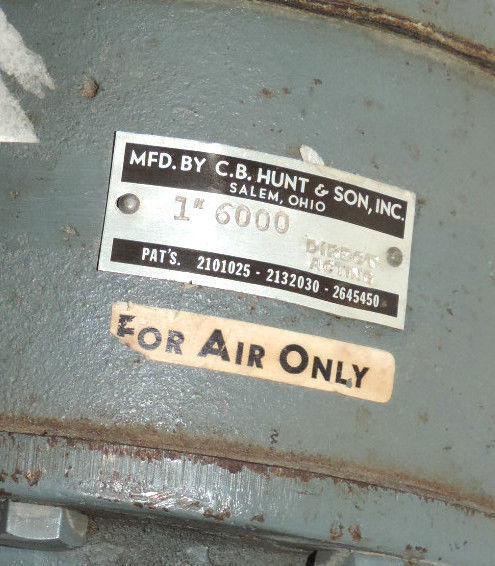 MFD. BY C.B. HUNT & SON, INC.
SALEM, OHIO
1" 6000
DIRECT
ACTING
PAT'S. 2101025 - 2132030 - 2645450
FOR AIR ONLY